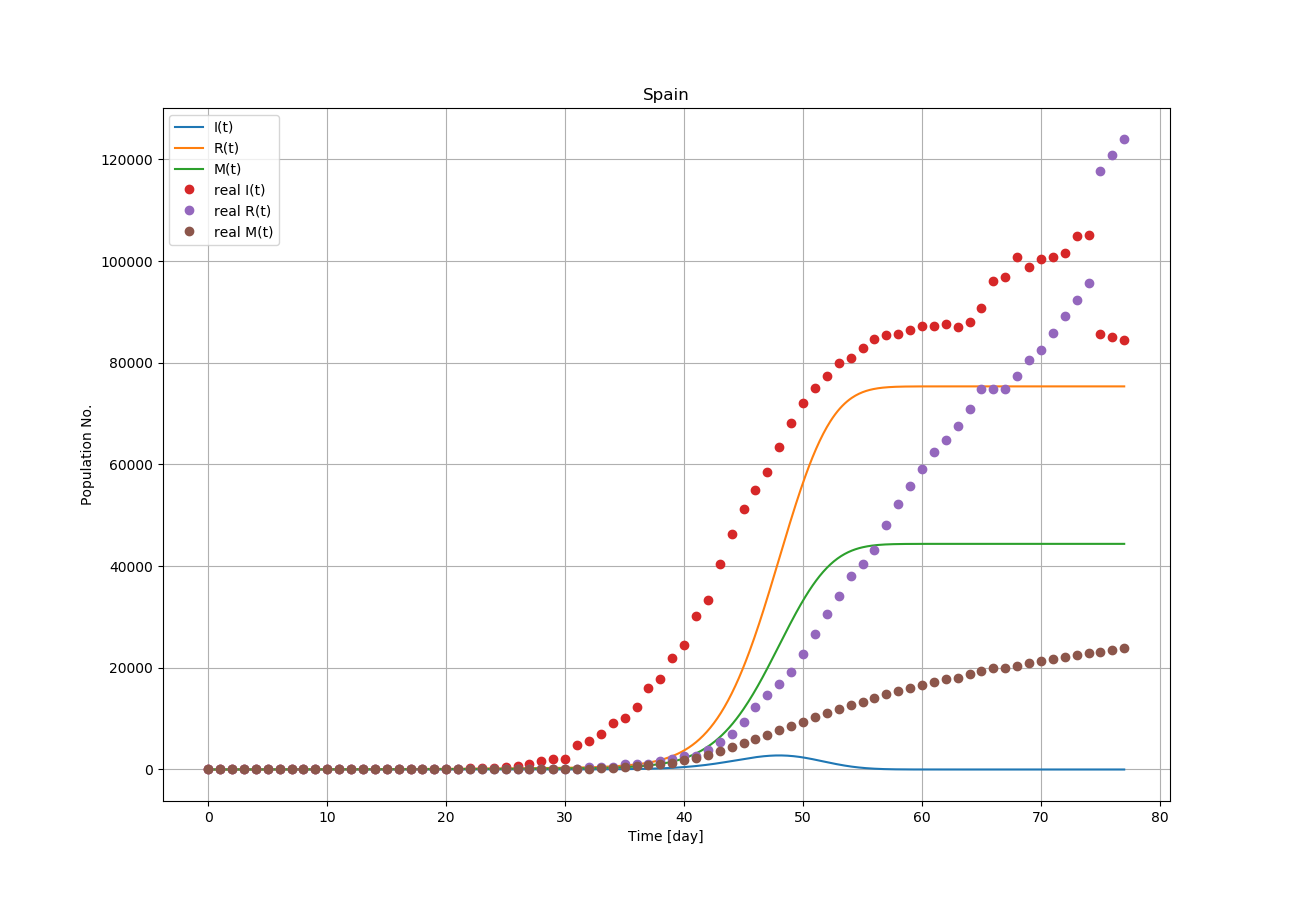 Spain
I(t)
R(t)
M(t)
real I(t)
real R(t)
real M(t)
120000
100000
80000
60000
40000
20000
0
Population No.
0 10 20 30 40 50 60 70 80
Time [day]